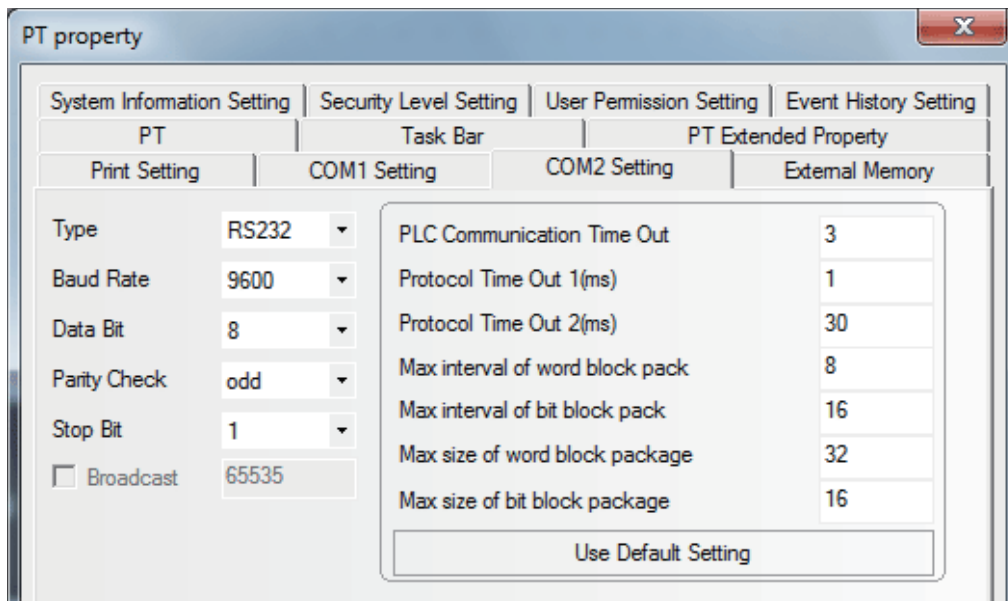 PT property
System Information Setting Security Level Setting User Permission Setting Event History Setting
PT Task Bar PT Extended Property
Print Setting COM1 Setting COM2 Setting External Memory
Type RS232
Baud Rate 9600
Data Bit 8
Parity Check odd
Stop Bit 1
Broadcast 65535
PLC Communication Time Out 3
Protocol Time Out 1(ms) 1
Protocol Time Out 2(ms) 30
Max interval of word block pack 8
Max interval of bit block pack 16
Max size of word block package 32
Max size of bit block package 16
Use Default Setting